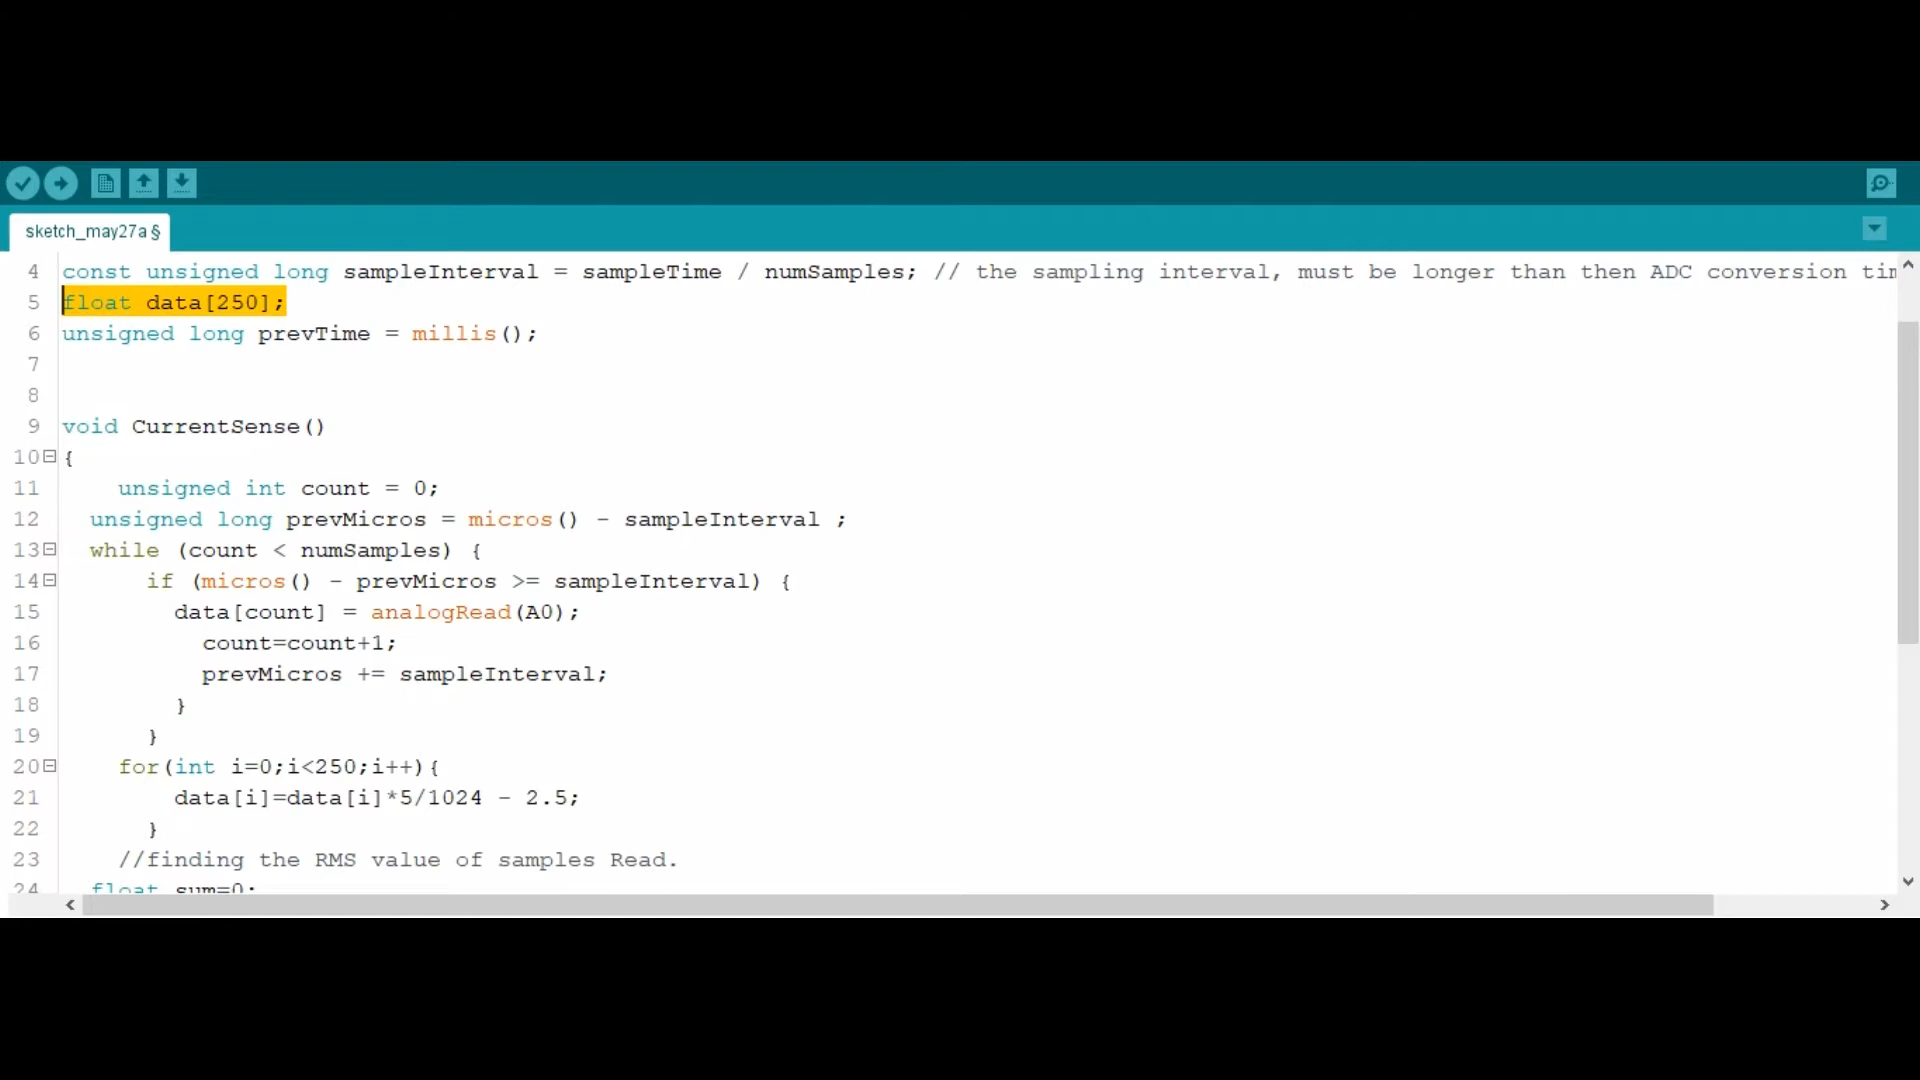 sketch_may27a §
4 const unsigned long sampleInterval = sampleTime / numSamples; // the sampling interval, must be longer than then ADC conversion
5 float data[250];
6 unsigned long prevTime = millis();
7
8
9 void CurrentSense()
10 {
11 unsigned int count = 0;
12 unsigned long prevMicros = micros() - sampleInterval ;
13 while (count < numSamples) {
14 if (micros() - prevMicros >= sampleInterval) {
15 data[count] = analogRead(A0);
16 count=count+1;
17 prevMicros += sampleInterval;
18 }
19 }
20 for(int i=0;i<250;i++){
21 data[i]=data[i]*5/1024 - 2.5;
22 }
23 //finding the RMS value of samples Read.
24 float sum=0;